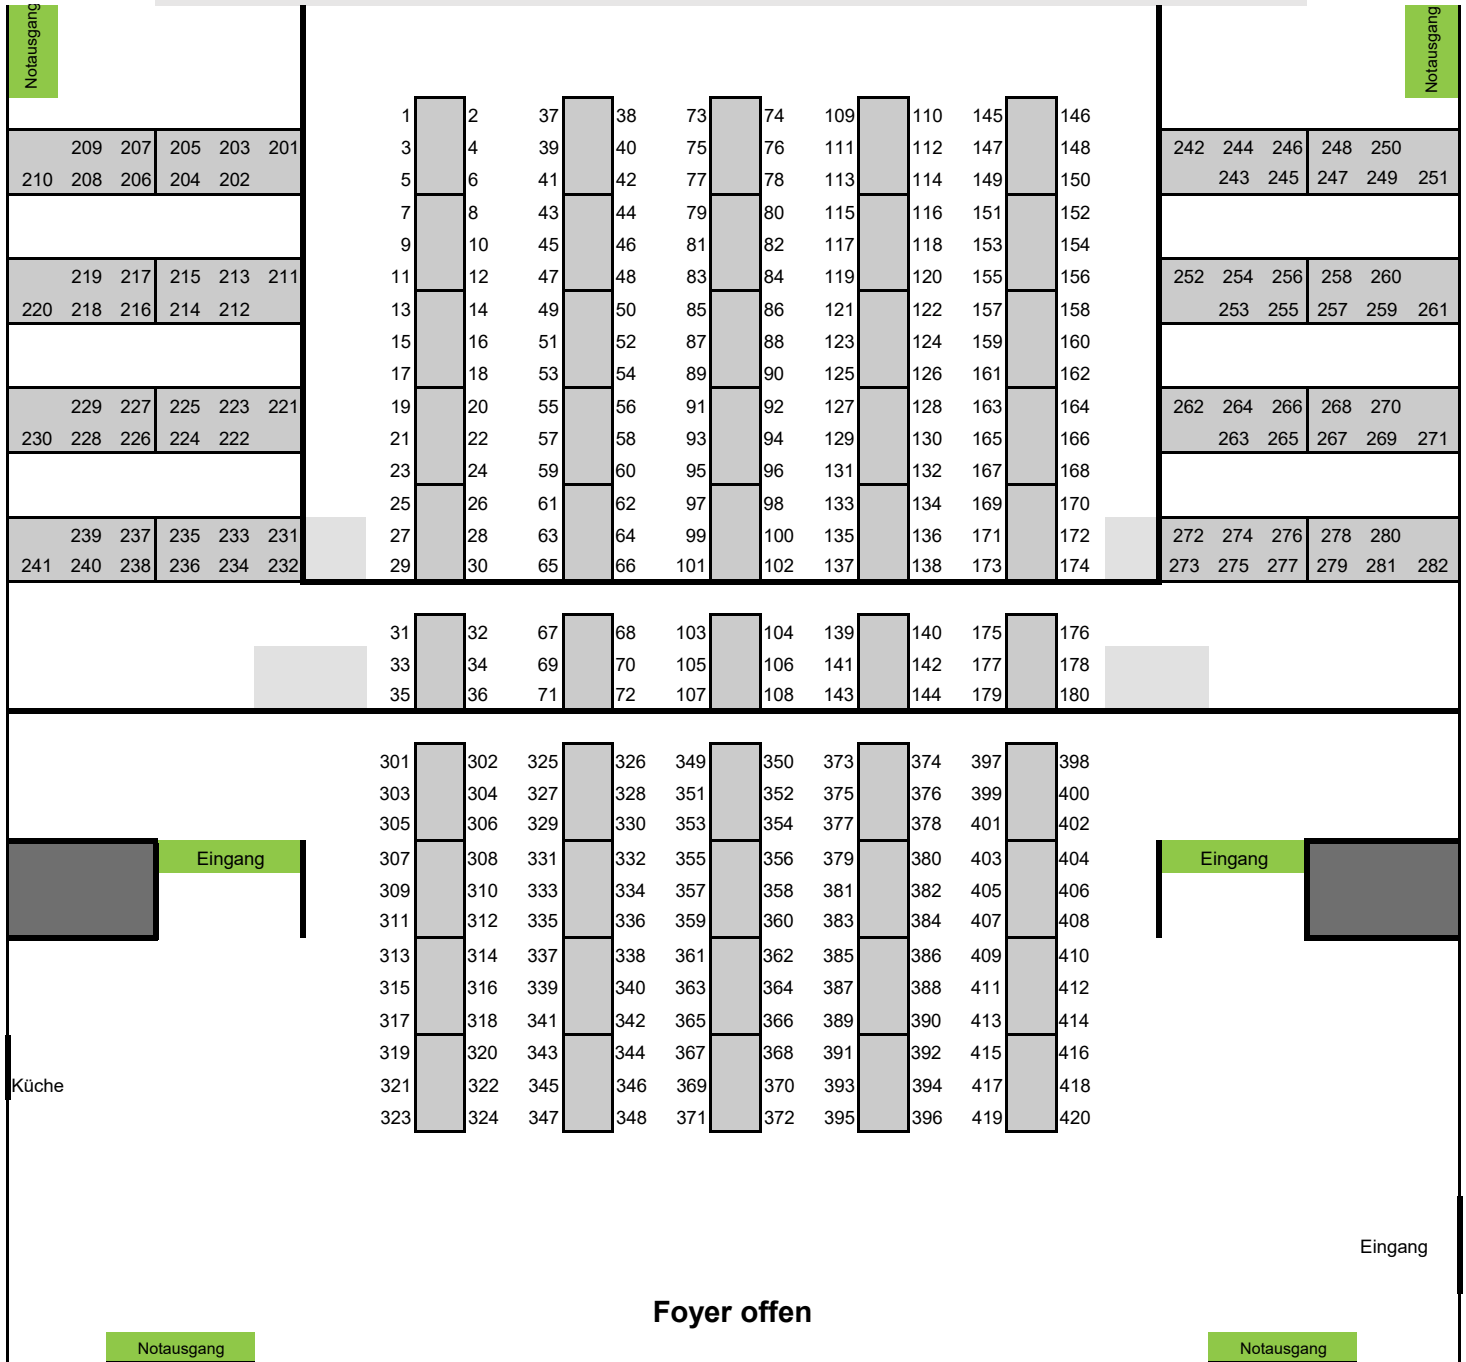 Notausgang Notausgang
1 2 37 38 73 74 109 110 145 146
209 207 205 203 201 3 4 39 40 75 76 111 112 147 148 242 244 246 248 250
210 208 206 204 202 5 6 41 42 77 78 113 114 149 150 243 245 247 249 251
7 8 43 44 79 80 115 116 151 152
9 10 45 46 81 82 117 118 153 154
219 217 215 213 211 11 12 47 48 83 84 119 120 155 156 252 254 256 258 260
220 218 216 214 212 13 14 49 50 85 86 121 122 157 158 253 255 257 259 261
15 16 51 52 87 88 123 124 159 160
17 18 53 54 89 90 125 126 161 162
229 227 225 223 221 19 20 55 56 91 92 127 128 163 164 262 264 266 268 270
230 228 226 224 222 21 22 57 58 93 94 129 130 165 166 263 265 267 269 271
23 24 59 60 95 96 131 132 167 168
25 26 61 62 97 98 133 134 169 170
239 237 235 233 231 27 28 63 64 99 100 135 136 171 172 272 274 276 278 280
241 240 238 236 234 232 29 30 65 66 101 102 137 138 173 174 273 275 277 279 281 282
31 32 67 68 103 104 139 140 175 176
33 34 69 70 105 106 141 142 177 178
35 36 71 72 107 108 143 144 179 180
301 302 325 326 349 350 373 374 397 398
303 304 327 328 351 352 375 376 399 400
305 306 329 330 353 354 377 378 401 402
Eingang 307 308 331 332 355 356 379 380 403 404 Eingang
309 310 333 334 357 358 381 382 405 406
311 312 335 336 359 360 383 384 407 408
313 314 337 338 361 362 385 386 409 410
315 316 339 340 363 364 387 388 411 412
317 318 341 342 365 366 389 390 413 414
319 320 343 344 367 368 391 392 415 416
Küche 321 322 345 346 369 370 393 394 417 418
323 324 347 348 371 372 395 396 419 420
Eingang
Foyer offen
Notausgang Notausgang